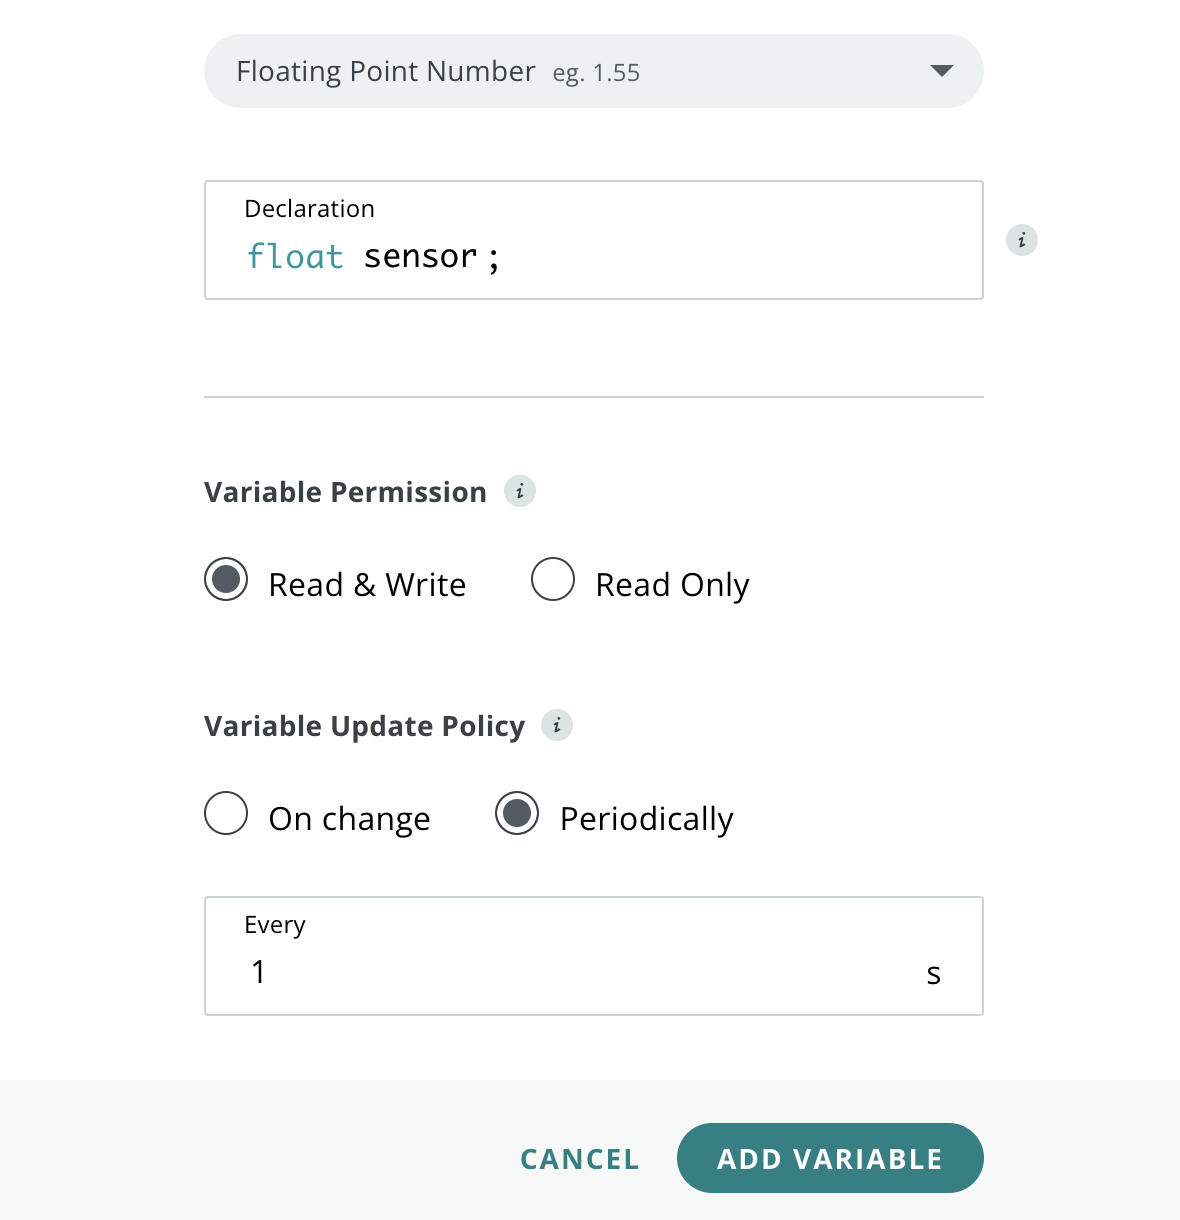 Floating Point Number eg. 1.55
Declaration
float sensor ;
i
Variable Permission i
Read & Write Read Only
Variable Update Policy i
On change Periodically
Every
1 s
CANCEL ADD VARIABLE